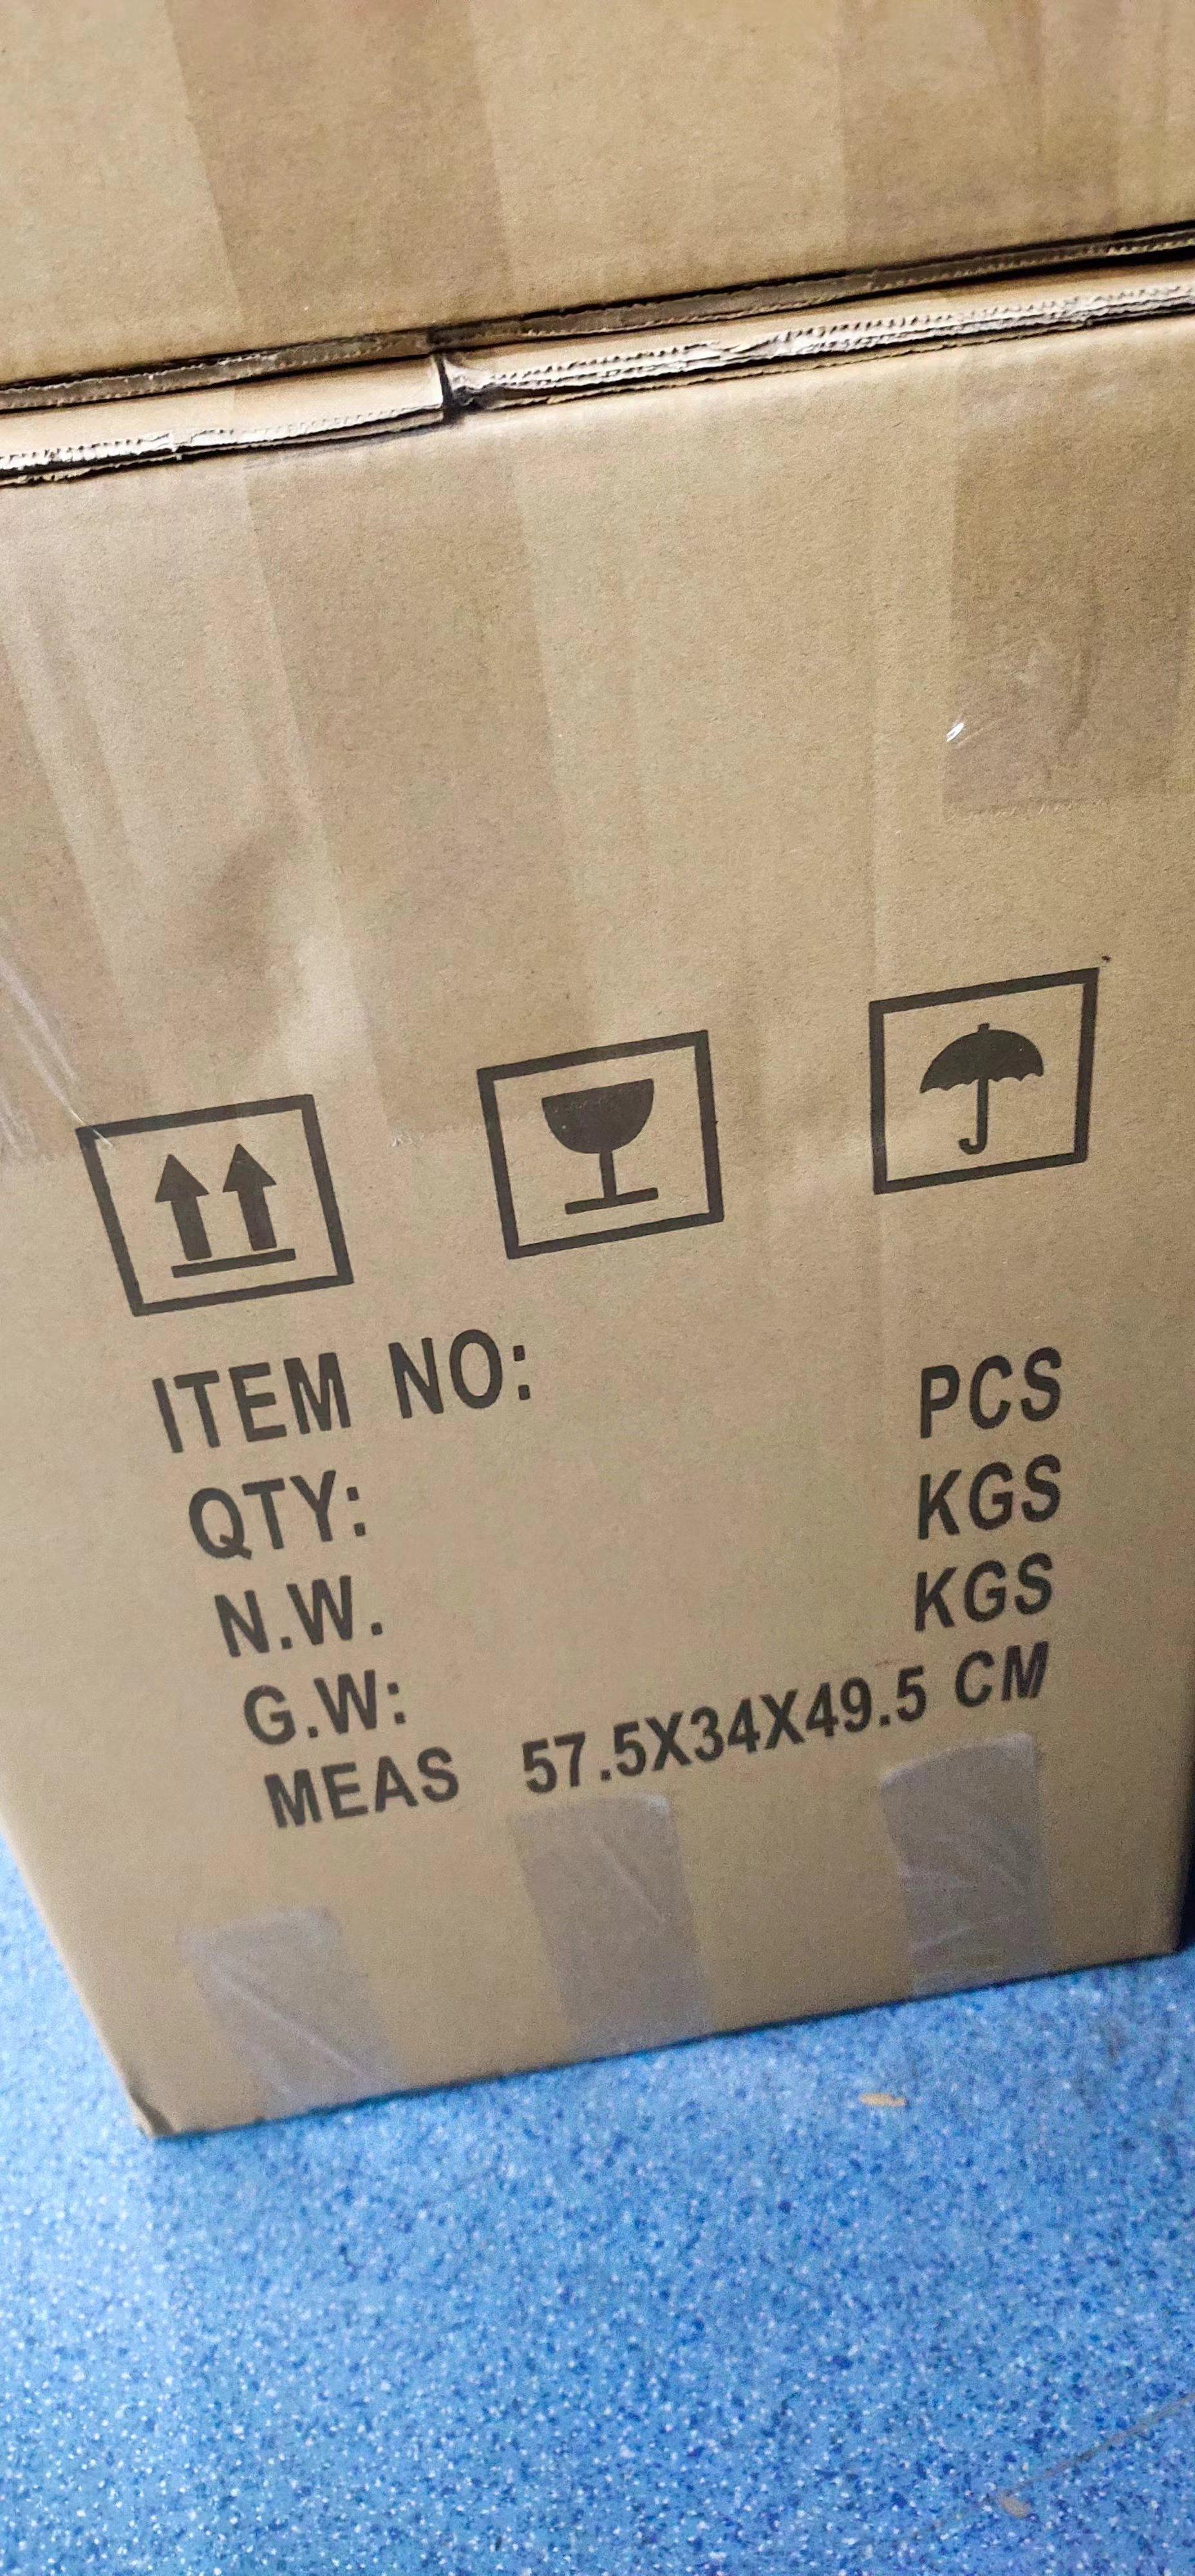 ITEM NO:
QTY: PCS
N.W. KGS
G.W: KGS
MEAS 57.5X34X49.5 CM